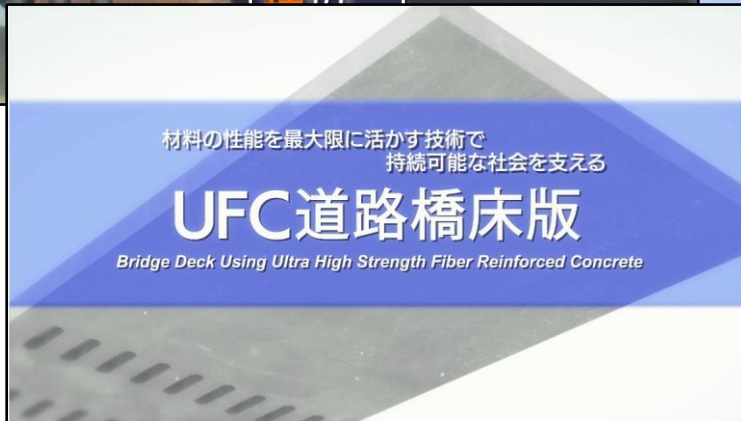 材料の性能を最大限に活かす技術で
持続可能な社会を支える
UFC道路橋床版
Bridge Deck Using Ultra High Strength Fiber Reinforced Concrete